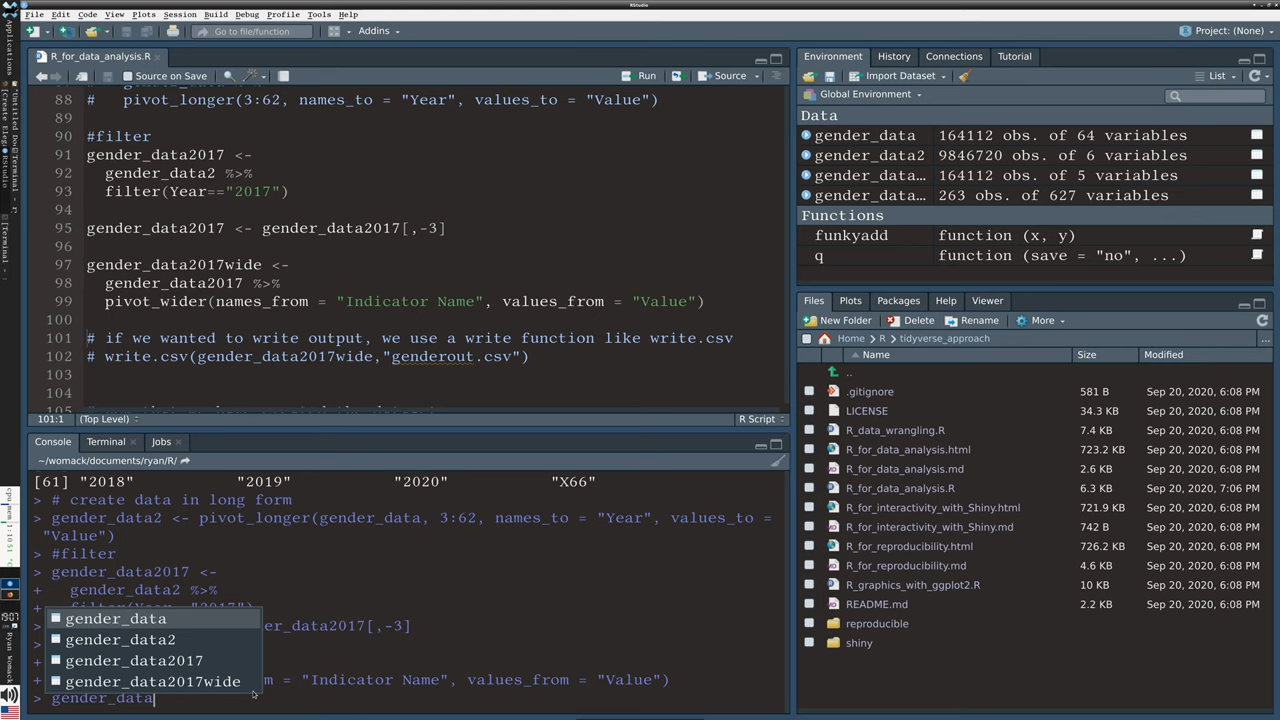 RStudio
File Edit Code View Plots Session Build Debug Profile Tools Help
Go to file/function Addins Project: (None)
R_for_data_analysis.R
Source on Save Run Source
88 #   pivot_longer(3:62, names_to = "Year", values_to = "Value")
89
90 #filter
91 gender_data2017 <-
92   gender_data2 %>%
93   filter(Year=="2017")
94
95 gender_data2017 <- gender_data2017[,-3]
96
97 gender_data2017wide <-
98   gender_data2017 %>%
99   pivot_wider(names_from = "Indicator Name", values_from = "Value")
100
101 # if we wanted to write output, we use a write function like write.csv
102 # write.csv(gender_data2017wide,"genderout.csv")
103
104
105
101:1 (Top Level) R Script
Console Terminal Jobs
~/womack/documents/ryan/R/
[61] "2018" "2019" "2020" "X66"
> # create data in long form
> gender_data2 <- pivot_longer(gender_data, 3:62, names_to = "Year", values_to =
"Value")
> #filter
> gender_data2017 <-
+   gender_data2 %>%
+   filter(Year=="2017")
gender_data
gender_data2
gender_data2017
gender_data2017wide
> er_data2017[,-3]
>
+
+ om = "Indicator Name", values_from = "Value")
> gender_data
Environment History Connections Tutorial
Import Dataset List
Global Environment
Data
gender_data 164112 obs. of 64 variables
gender_data2 9846720 obs. of 6 variables
gender_data… 164112 obs. of 5 variables
gender_data… 263 obs. of 627 variables
Functions
funkyadd function (x, y)
q function (save = "no", ...)
Files Plots Packages Help Viewer
New Folder Delete Rename More
Home R tidyverse_approach ...
Name Size Modified
..
.gitignore 581 B Sep 20, 2020, 6:08 PM
LICENSE 34.3 KB Sep 20, 2020, 6:08 PM
R_data_wrangling.R 7.4 KB Sep 20, 2020, 6:08 PM
R_for_data_analysis.html 723.2 KB Sep 20, 2020, 6:08 PM
R_for_data_analysis.md 2.6 KB Sep 20, 2020, 6:08 PM
R_for_data_analysis.R 6.3 KB Sep 20, 2020, 7:06 PM
R_for_interactivity_with_Shiny.html 721.9 KB Sep 20, 2020, 6:08 PM
R_for_interactivity_with_Shiny.md 742 B Sep 20, 2020, 6:08 PM
R_for_reproducibility.html 726.2 KB Sep 20, 2020, 6:08 PM
R_for_reproducibility.md 4.6 KB Sep 20, 2020, 6:08 PM
R_graphics_with_ggplot2.R 10 KB Sep 20, 2020, 6:08 PM
README.md 2.2 KB Sep 20, 2020, 6:08 PM
reproducible
shiny
Applications
RStudio
[Terminal -
cpu
mem
Ryan Womack